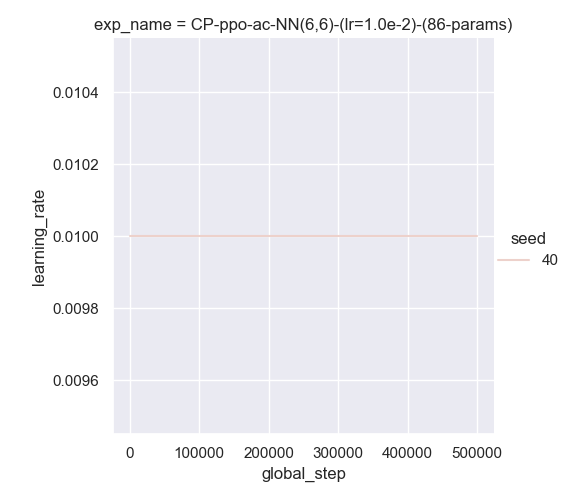 exp_name = CP-ppo-ac-NN(6,6)-(lr=1.0e-2)-(86-params)
0.0104
0.0102
0.0100
0.0098
0.0096
learning_rate
0 100000 200000 300000 400000 500000
global_step
seed
40